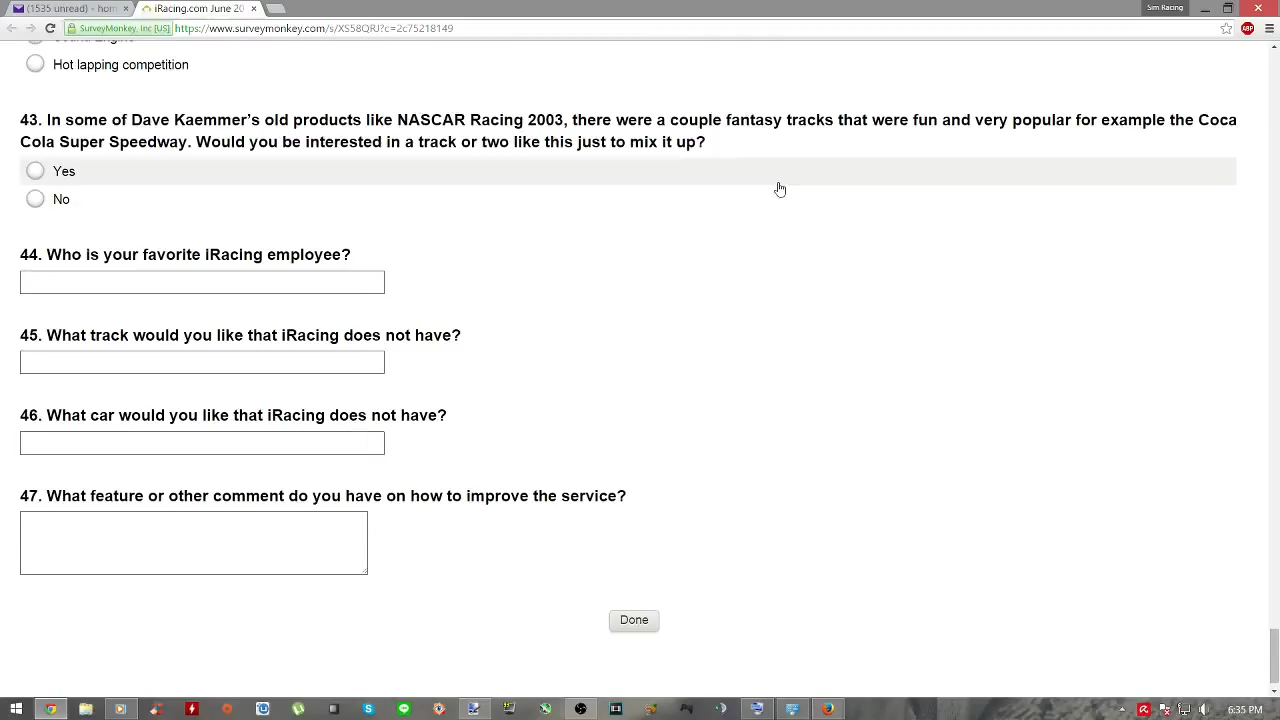 (1535 unread) - hom
iRacing.com June 20
Sim Racing
SurveyMonkey, Inc [US]
https://www.surveymonkey.com/s/XS58QRJ?c=2c75218149
ABP
Hot lapping competition
43. In some of Dave Kaemmer's old products like NASCAR Racing 2003, there were a couple fantasy tracks that were fun and very popular for example the Coca
Cola Super Speedway. Would you be interested in a track or two like this just to mix it up?
Yes
No
44. Who is your favorite iRacing employee?
45. What track would you like that iRacing does not have?
46. What car would you like that iRacing does not have?
47. What feature or other comment do you have on how to improve the service?
Done
6:35 PM